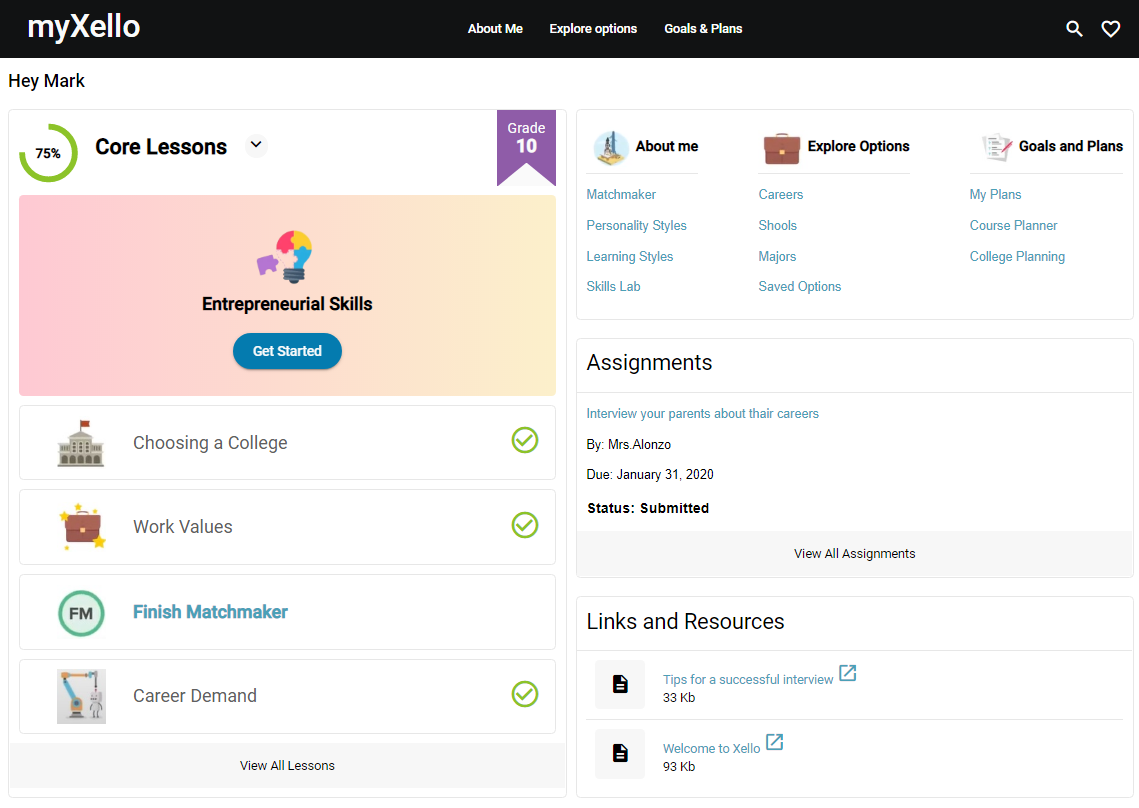 myXello
About Me
Explore options
Goals & Plans
Hey Mark
75%
Core Lessons
Grade
10
Entrepreneurial Skills
Get Started
Choosing a College
Work Values
FM
Finish Matchmaker
Career Demand
View All Lessons
About me
Matchmaker
Personality Styles
Learning Styles
Skills Lab
Explore Options
Careers
Shools
Majors
Saved Options
Goals and Plans
My Plans
Course Planner
College Planning
Assignments
Interview your parents about thair careers
By: Mrs.Alonzo
Due: January 31, 2020
Status: Submitted
View All Assignments
Links and Resources
Tips for a successful interview
33 Kb
Welcome to Xello
93 Kb